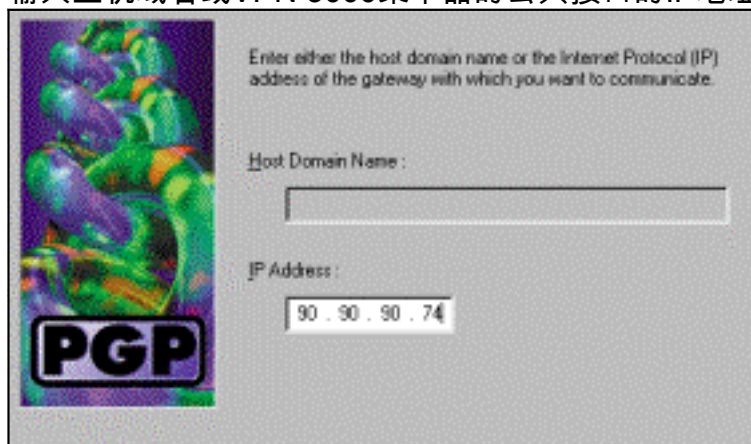 Enter either the host domain name or the Internet Protocol (IP)
address of the gateway with which you want to communicate.
Host Domain Name :
IP Address :
90 . 90 . 90 . 74
PGP